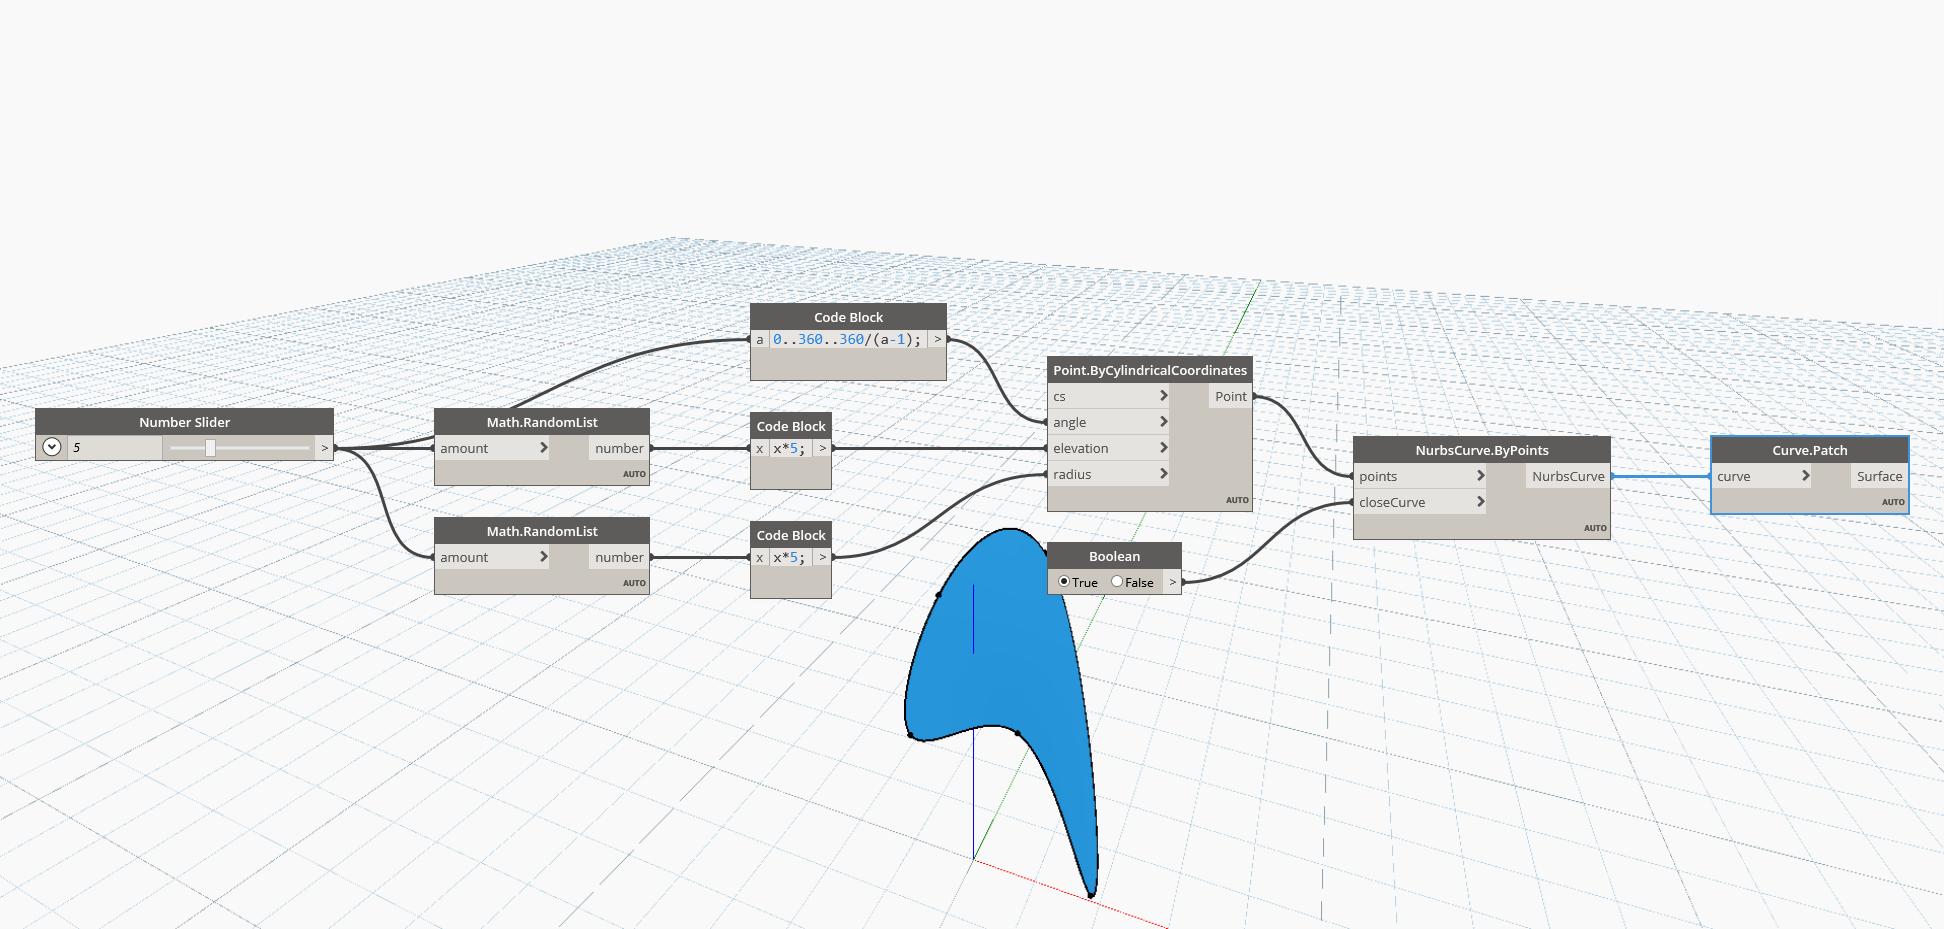 Number Slider
5
>
Math.RandomList
amount
number
AUTO
Math.RandomList
amount
number
AUTO
Code Block
a 0..360..360/(a-1); >
Code Block
x x*5; >
Code Block
x x*5; >
Point.ByCylindricalCoordinates
cs
Point
angle
elevation
radius
AUTO
Boolean
True False >
NurbsCurve.ByPoints
points
NurbsCurve
closeCurve
AUTO
Curve.Patch
curve
Surface
AUTO